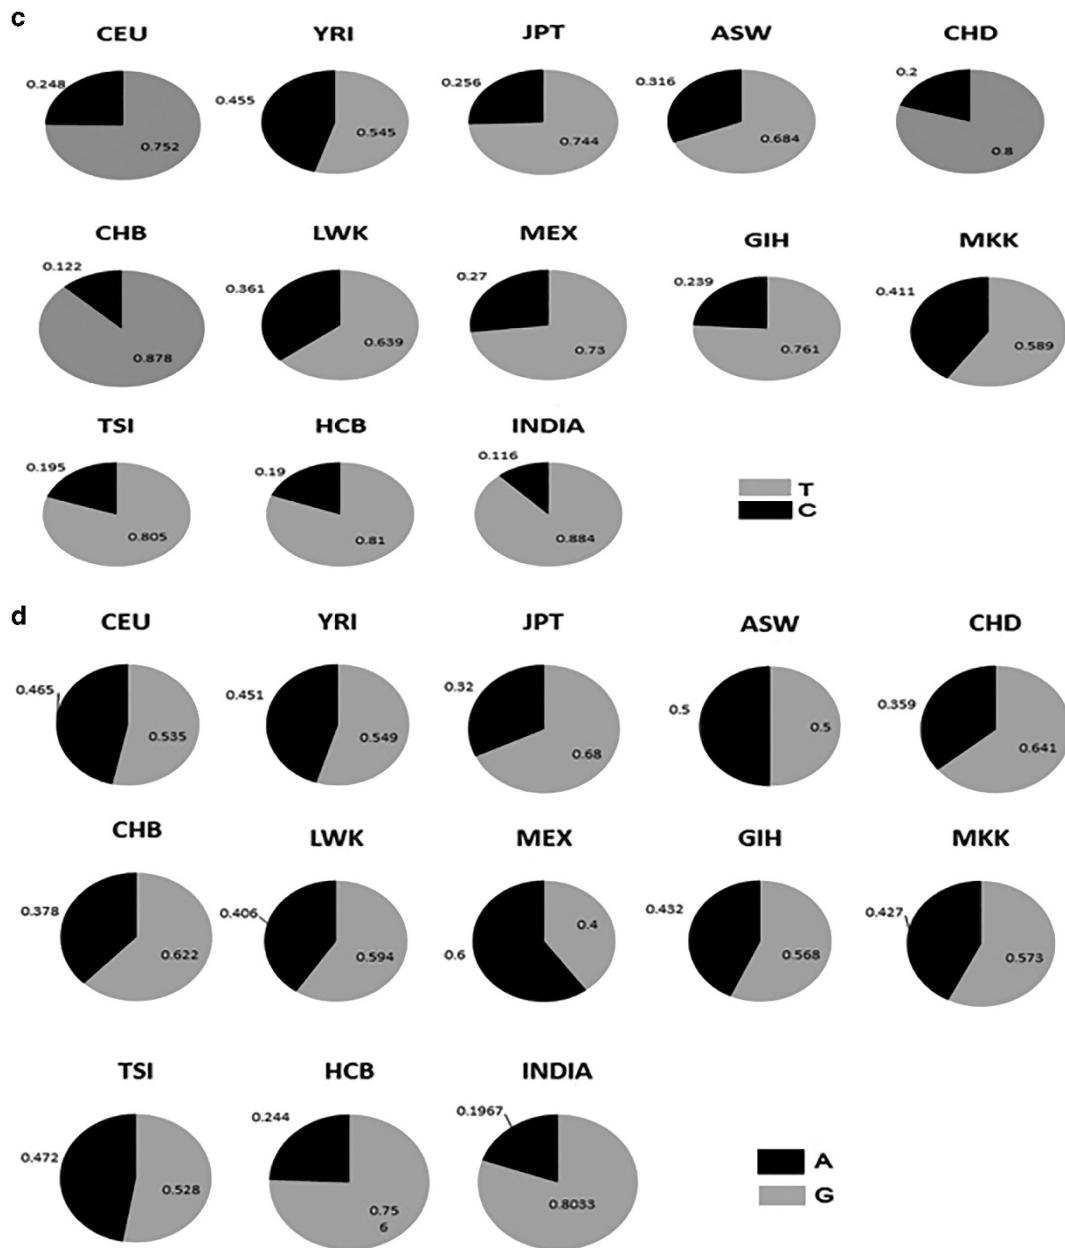 c
CEU YRI JPT ASW CHD
0.248 0.752 0.455 0.545 0.256 0.744 0.316 0.684 0.2 0.8
CHB LWK MEX GIH MKK
0.122 0.878 0.361 0.639 0.27 0.73 0.239 0.761 0.411 0.589
TSI HCB INDIA
0.195 0.805 0.19 0.81 0.116 0.884
T
C
d
CEU YRI JPT ASW CHD
0.465 0.535 0.451 0.549 0.32 0.68 0.5 0.5 0.359 0.641
CHB LWK MEX GIH MKK
0.378 0.622 0.406 0.594 0.6 0.4 0.432 0.568 0.427 0.573
TSI HCB INDIA
0.472 0.528 0.244 0.75
6 0.1967 0.8033
A
G